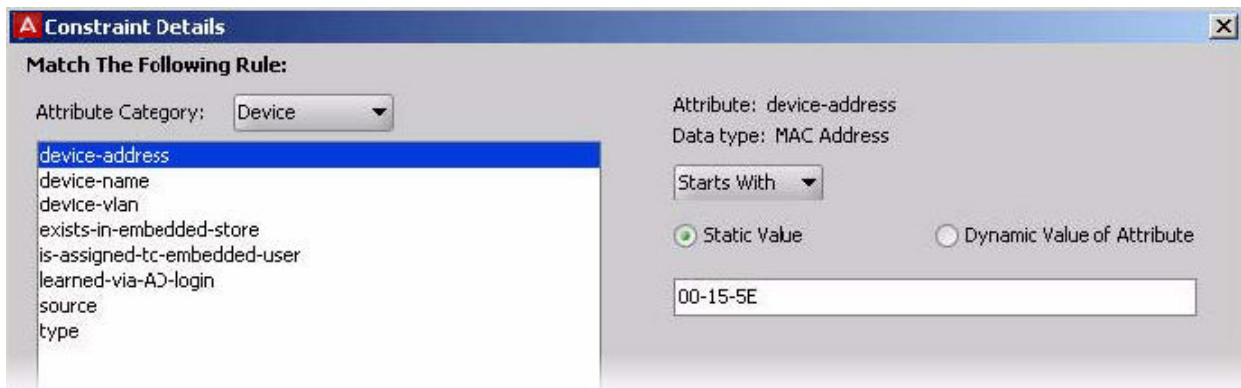 Constraint Details
Match The Following Rule:
Attribute Category: Device
device-address
device-name
device-vlan
exists-in-embedded-store
is-assigned-to-embedded-user
learned-via-AD-login
source
type
Attribute: device-address
Data type: MAC Address
Starts With
Static Value
Dynamic Value of Attribute
00-15-5E